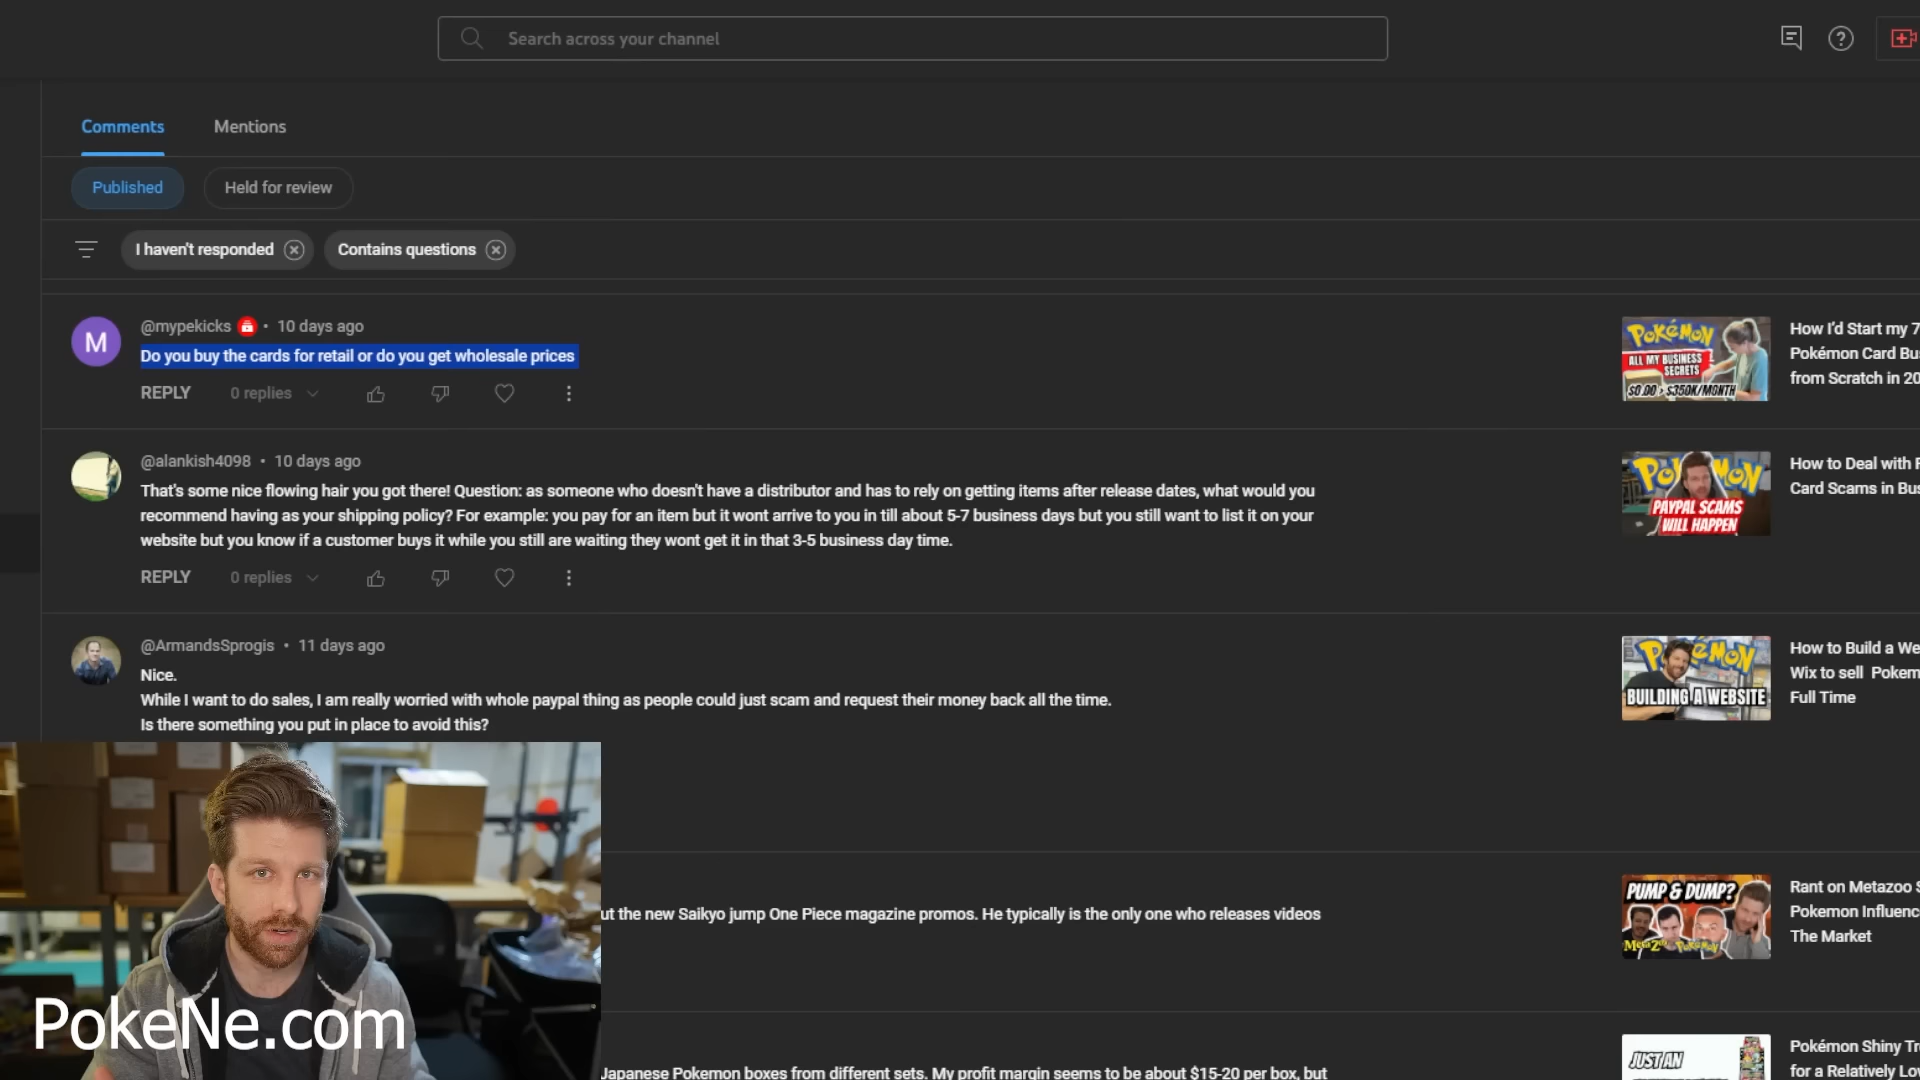 Search across your channel
Comments
Mentions
Published
Held for review
I haven't responded
Contains questions
M
@mypekicks • 10 days ago
Do you buy the cards for retail or do you get wholesale prices
REPLY
0 replies
POKÉMON
ALL MY BUSINESS
SECRETS
$0.00 > $350K/MONTH
How I'd Start my 7
Pokémon Card Bu
from Scratch in 20
@alankish4098 • 10 days ago
That's some nice flowing hair you got there! Question: as someone who doesn't have a distributor and has to rely on getting items after release dates, what would you
recommend having as your shipping policy? For example: you pay for an item but it wont arrive to you in till about 5-7 business days but you still want to list it on your
website but you know if a customer buys it while you still are waiting they wont get it in that 3-5 business day time.
REPLY
0 replies
PAYPAL SCAMS
WILL HAPPEN
How to Deal with F
Card Scams in Bus
@ArmandsSprogis • 11 days ago
Nice.
While I want to do sales, I am really worried with whole paypal thing as people could just scam and request their money back all the time.
Is there something you put in place to avoid this?
BUILDING A WEBSITE
How to Build a We
Wix to sell Pokem
Full Time
ut the new Saikyo jump One Piece magazine promos. He typically is the only one who releases videos
PUMP & DUMP?
MetaZoo
Pokémon
Rant on Metazoo S
Pokemon Influenc
The Market
Japanese Pokemon boxes from different sets. My profit margin seems to be about $15-20 per box, but
JUST AN
Pokémon Shiny Tr
for a Relatively Lo
PokeNe.com